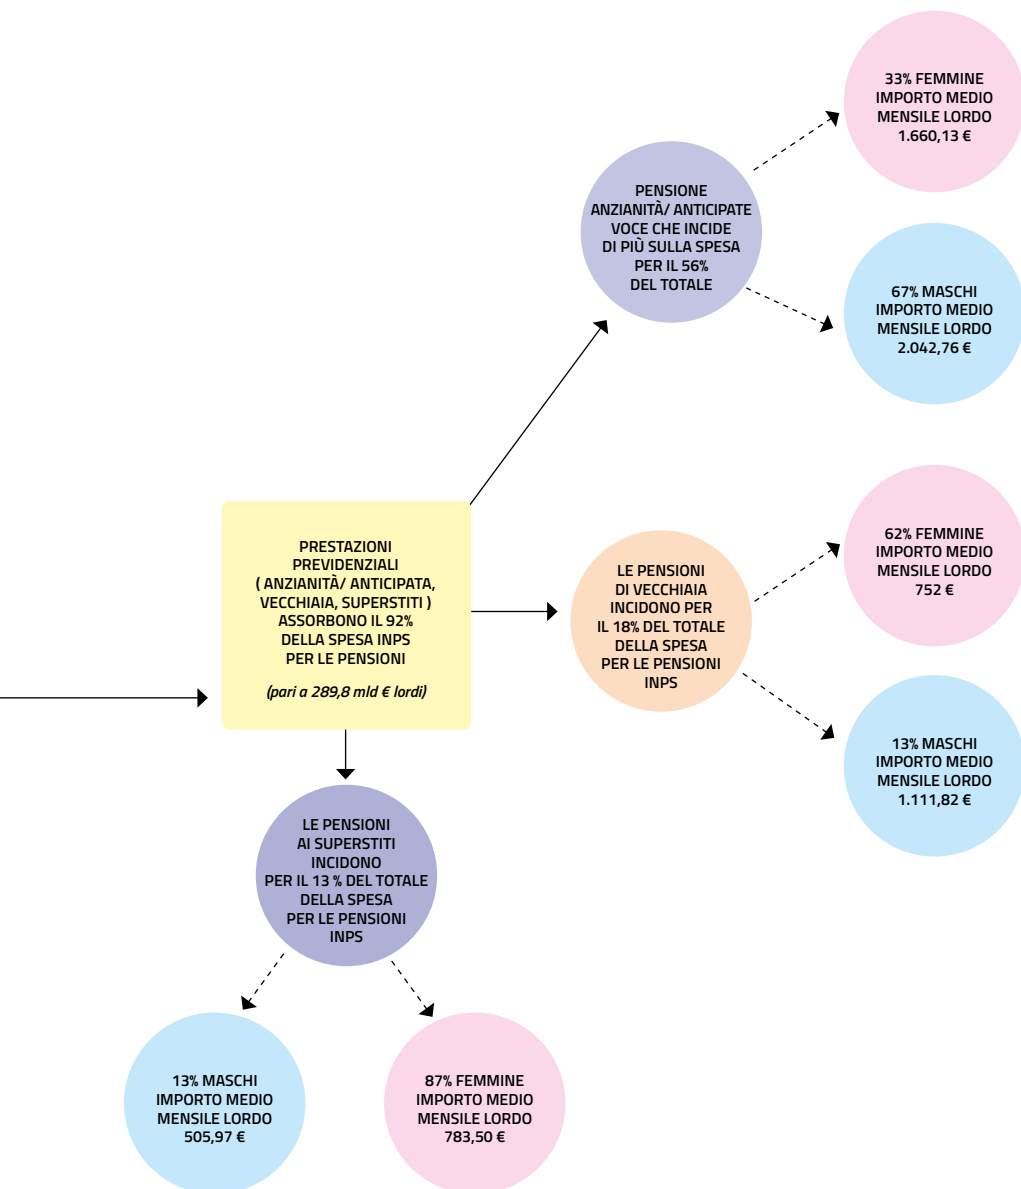 33% FEMMINE
IMPORTO MEDIO
MENSILE LORDO
1.660,13 €
PENSIONE
ANZIANITÀ/ ANTICIPATE
VOCE CHE INCIDE
DI PIÙ SULLA SPESA
PER IL 56%
DEL TOTALE
67% MASCHI
IMPORTO MEDIO
MENSILE LORDO
2.042,76 €
PRESTAZIONI
PREVIDENZIALI
( ANZIANITÀ/ ANTICIPATA,
VECCHIAIA, SUPERSTITI )
ASSORBONO IL 92%
DELLA SPESA INPS
PER LE PENSIONI
(pari a 289,8 mld € lordi)
LE PENSIONI
DI VECCHIAIA
INCIDONO PER
IL 18% DEL TOTALE
DELLA SPESA
PER LE PENSIONI
INPS
62% FEMMINE
IMPORTO MEDIO
MENSILE LORDO
752 €
13% MASCHI
IMPORTO MEDIO
MENSILE LORDO
1.111,82 €
LE PENSIONI
AI SUPERSTITI
INCIDONO
PER IL 13 % DEL TOTALE
DELLA SPESA
PER LE PENSIONI
INPS
13% MASCHI
IMPORTO MEDIO
MENSILE LORDO
505,97 €
87% FEMMINE
IMPORTO MEDIO
MENSILE LORDO
783,50 €